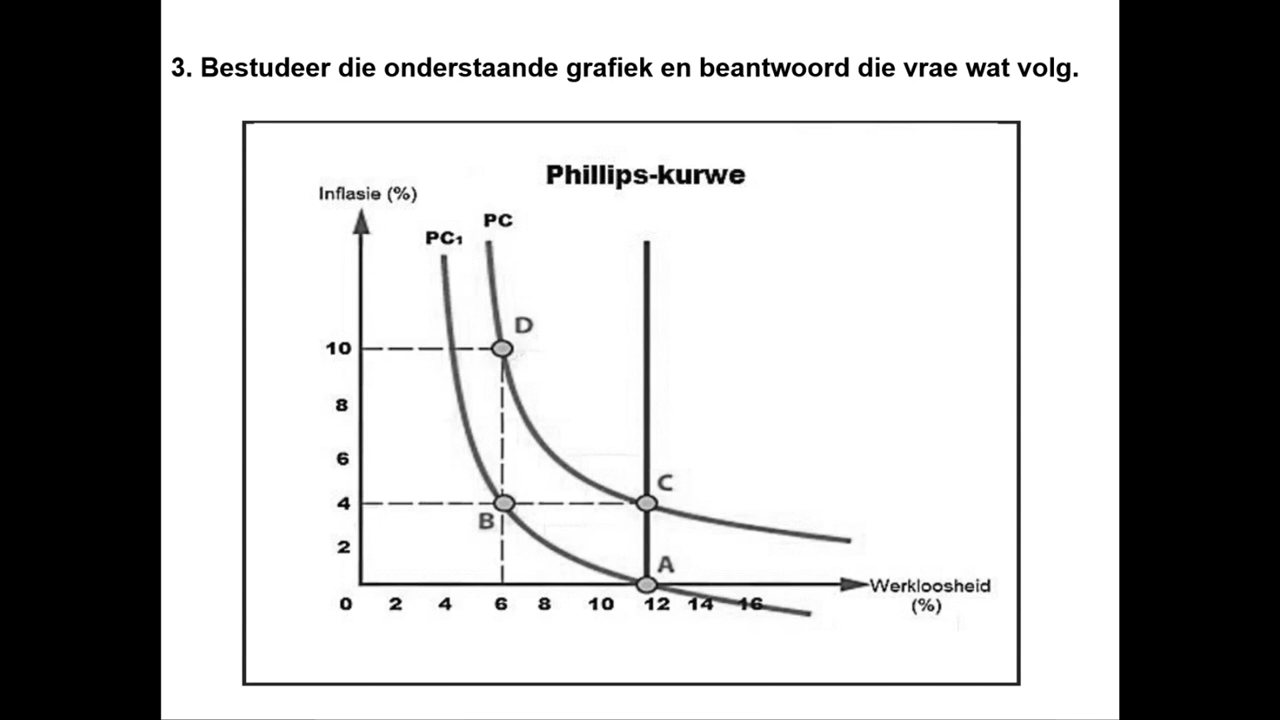 3. Bestudeer die onderstaande grafiek en beantwoord die vrae wat volg.
Phillips-kurwe
Inflasie (%)
PC
PC₁
D
10
8
6
C
4
B
2
A
Werkloosheid
(%)
0 2 4 6 8 10 12 14 16